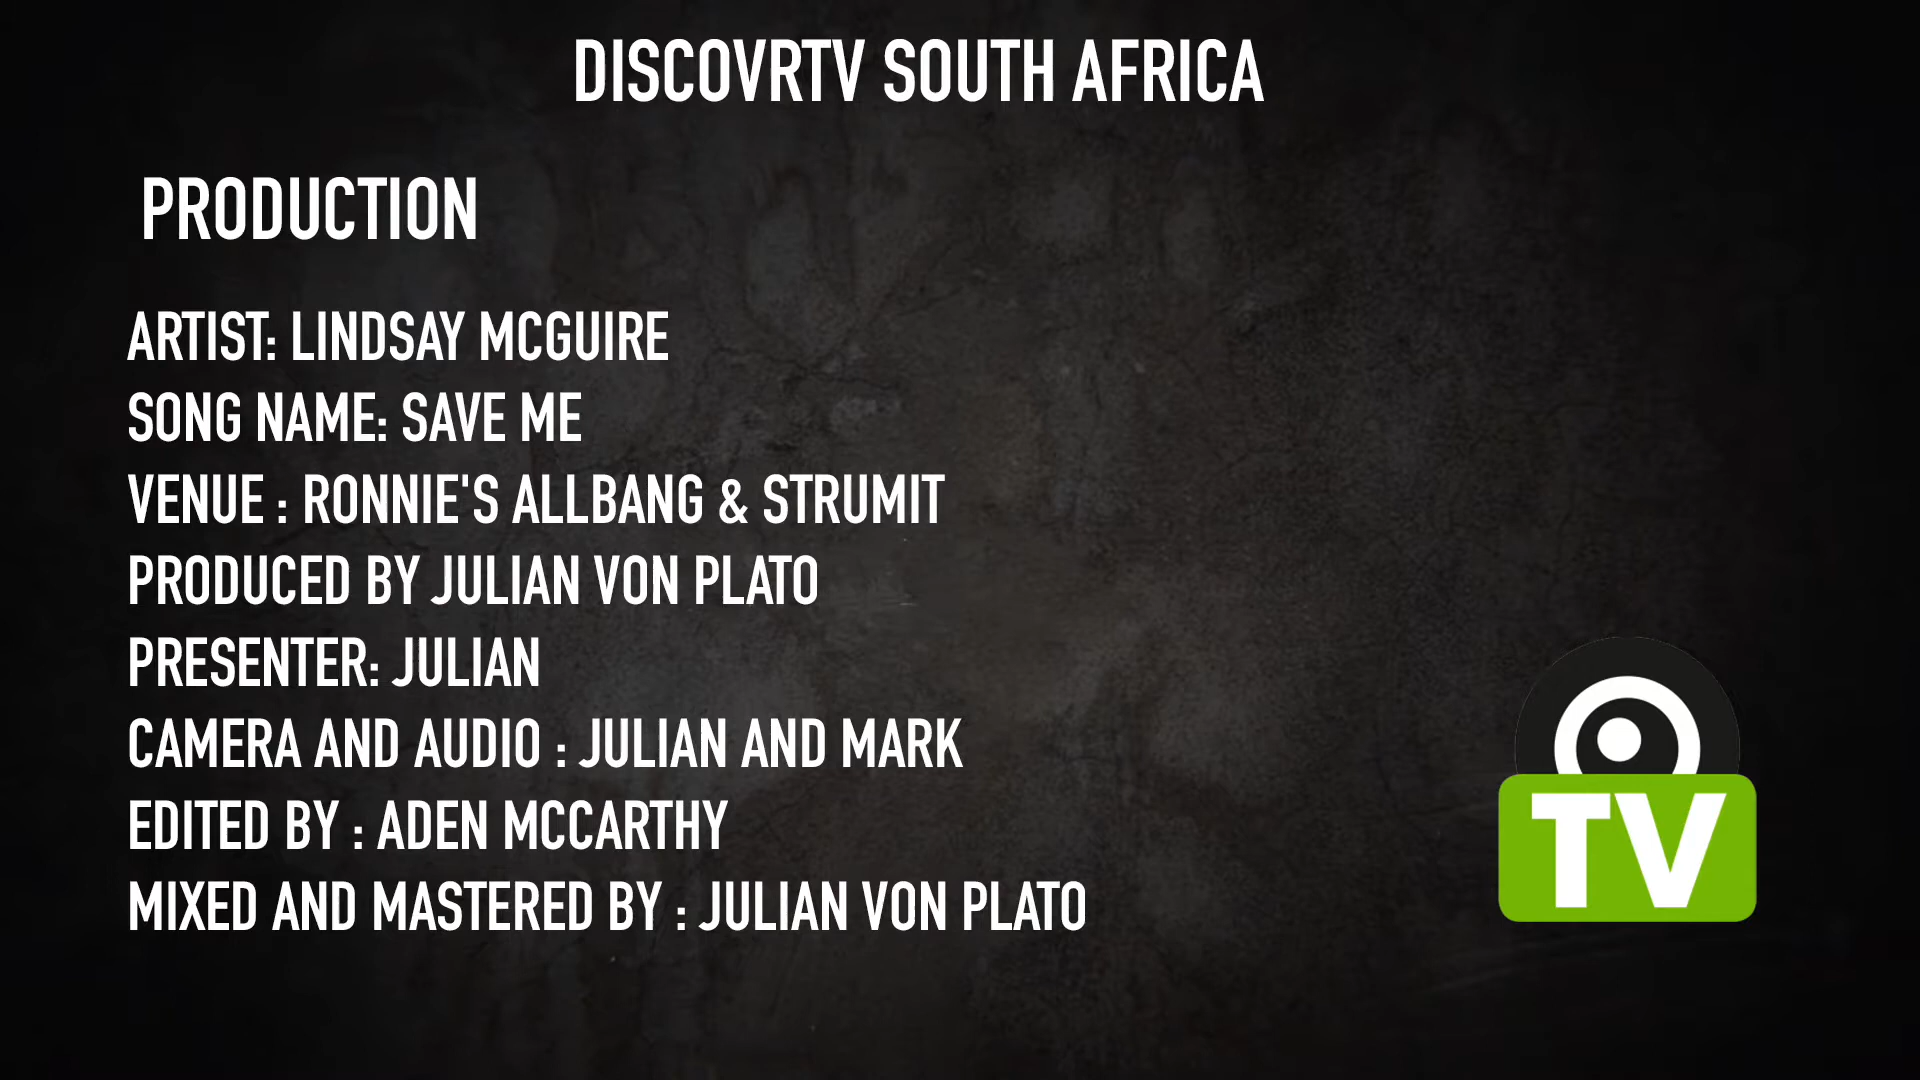 DISCOVRTV SOUTH AFRICA
PRODUCTION
ARTIST: LINDSAY MCGUIRE
SONG NAME: SAVE ME
VENUE : RONNIE'S ALLBANG & STRUMIT
PRODUCED BY JULIAN VON PLATO
PRESENTER: JULIAN
CAMERA AND AUDIO : JULIAN AND MARK
EDITED BY : ADEN MCCARTHY
MIXED AND MASTERED BY : JULIAN VON PLATO
TV